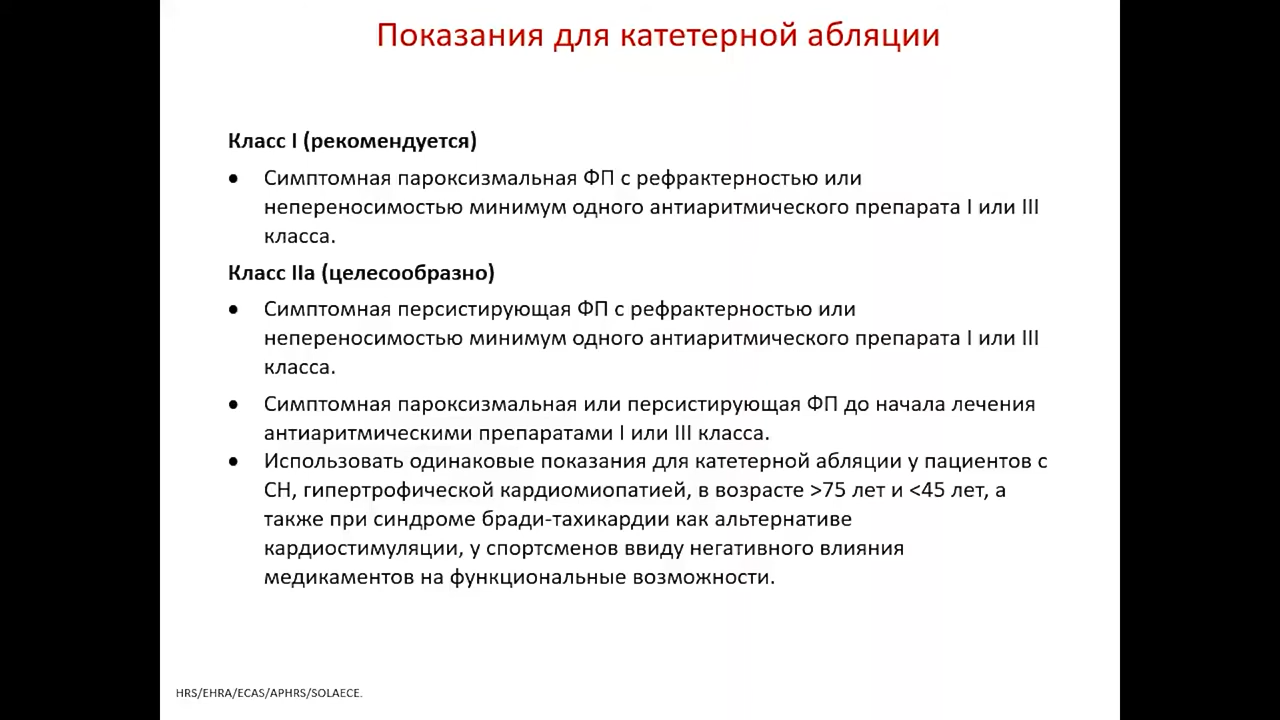 Показания для катетерной абляции
Класс I (рекомендуется)
• Симптомная пароксизмальная ФП с рефрактерностью или
непереносимостью минимум одного антиаритмического препарата I или III
класса.
Класс IIa (целесообразно)
• Симптомная персистирующая ФП с рефрактерностью или
непереносимостью минимум одного антиаритмического препарата I или III
класса.
• Симптомная пароксизмальная или персистирующая ФП до начала лечения
антиаритмическими препаратами I или III класса.
• Использовать одинаковые показания для катетерной абляции у пациентов с
СН, гипертрофической кардиомиопатией, в возрасте >75 лет и <45 лет, а
также при синдроме бради-тахикардии как альтернативе
кардиостимуляции, у спортсменов ввиду негативного влияния
медикаментов на функциональные возможности.
HRS/EHRA/ECAS/APHRS/SOLAECE.